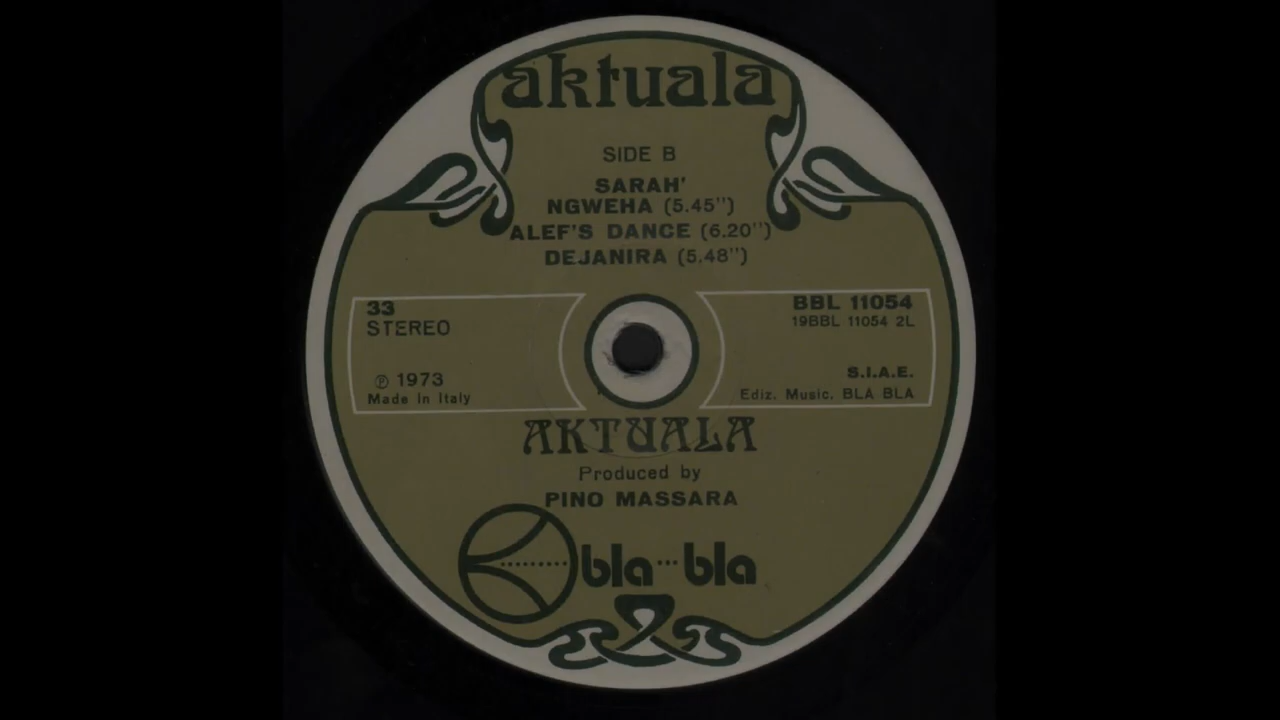 aktuala
SIDE B
SARAH'
NGWEHA (5.45")
ALEF'S DANCE (6.20")
DEJANIRA (5.48")
33
STEREO
℗ 1973
Made in Italy
BBL 11054
19BBL 11054 2L
S.I.A.E.
Ediz. Music. BLA BLA
AKTUALA
Produced by
PINO MASSARA
bla...bla